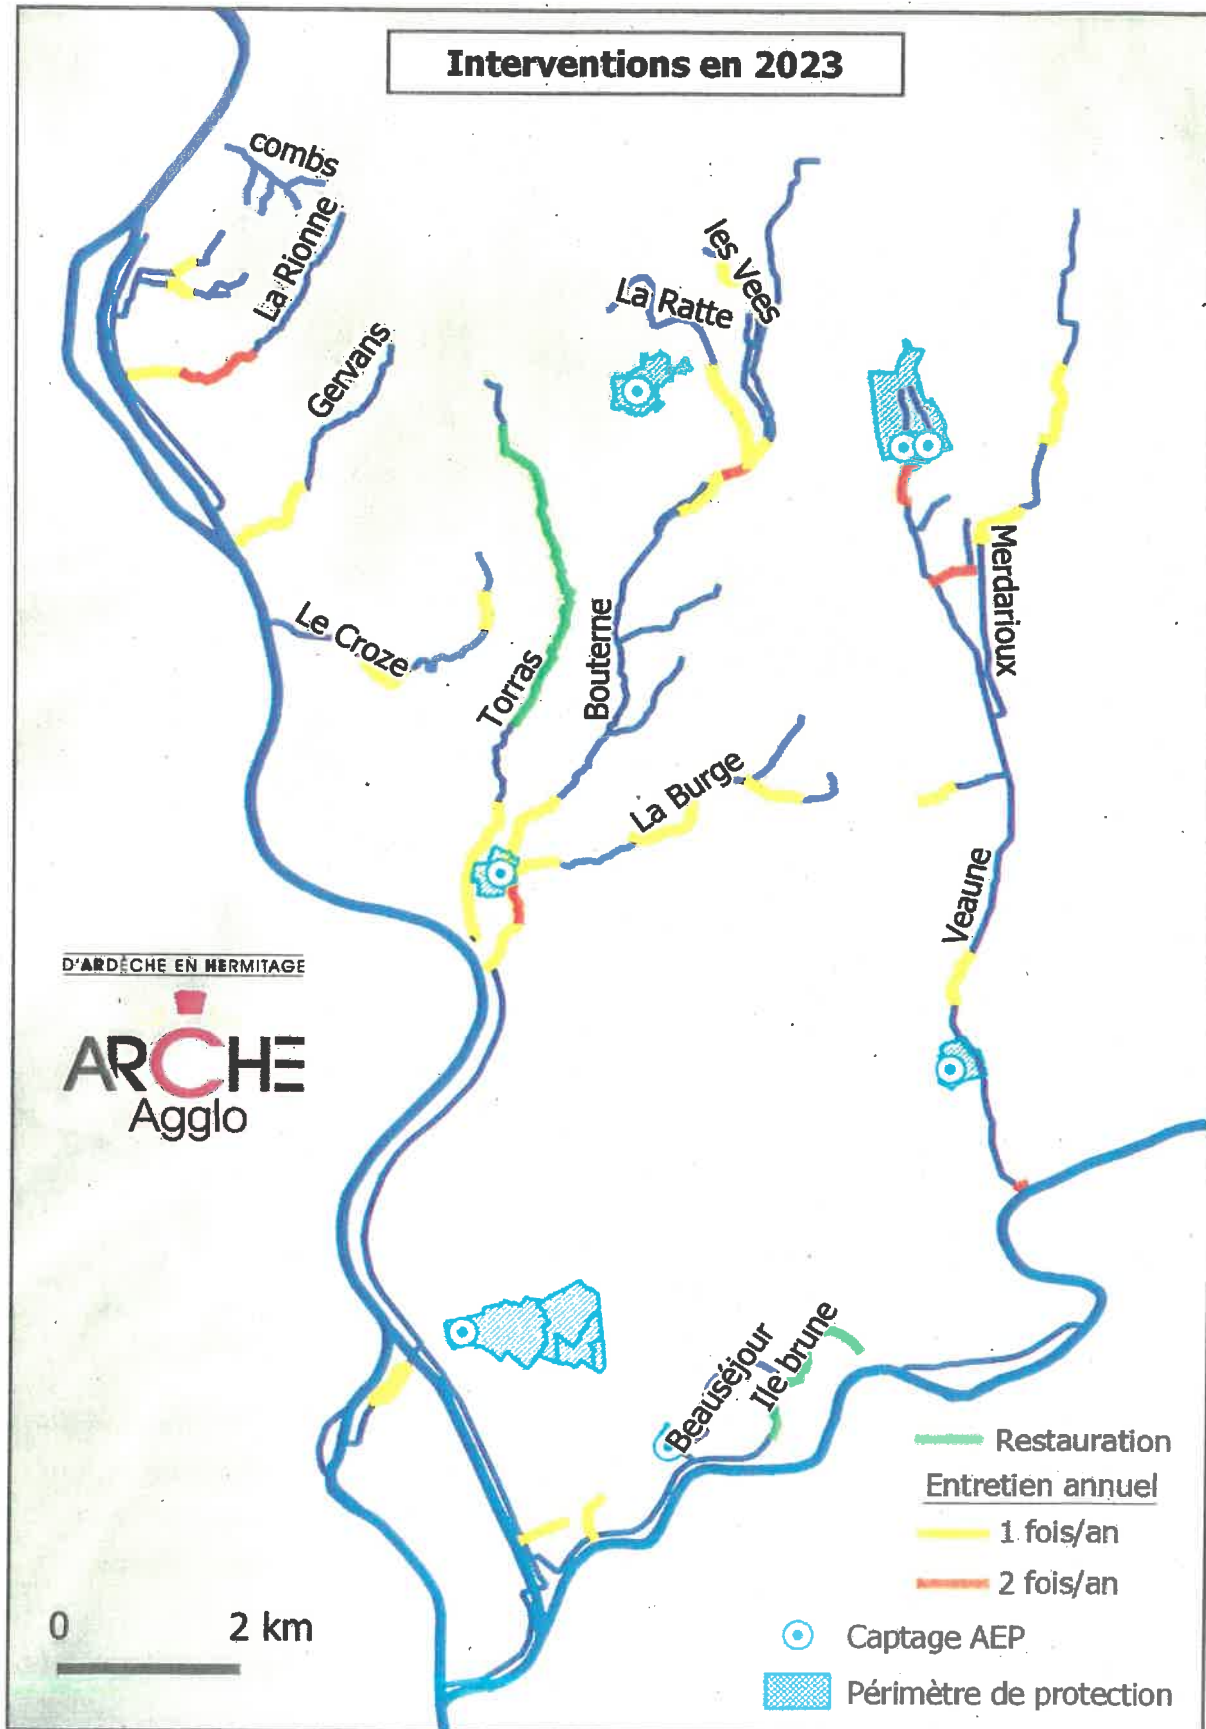 Interventions en 2023
combs
La Rionne
les Vees
La Ratte
Gervans
Merdarioux
Le Croze
Torras
Bouterne
La Burge
Veaune
D'ARDÈCHE EN HERMITAGE
ARCHE
Agglo
Beauséjour
Ile brune
Restauration
Entretien annuel
1 fois/an
2 fois/an
0 2 km
Captage AEP
Périmètre de protection